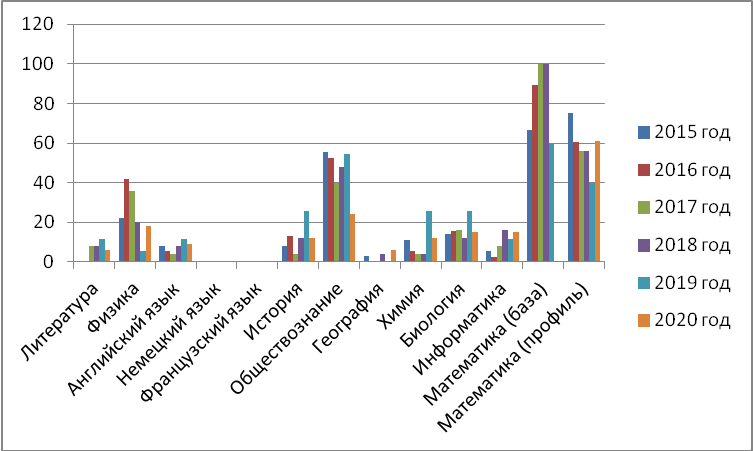 120
100
80
60
40
20
0
Литература
Физика
Английский язык
Немецкий язык
Французский язык
История
Обществознание
География
Химия
Биология
Информатика
Математика (база)
Математика (профиль)
2015 год
2016 год
2017 год
2018 год
2019 год
2020 год